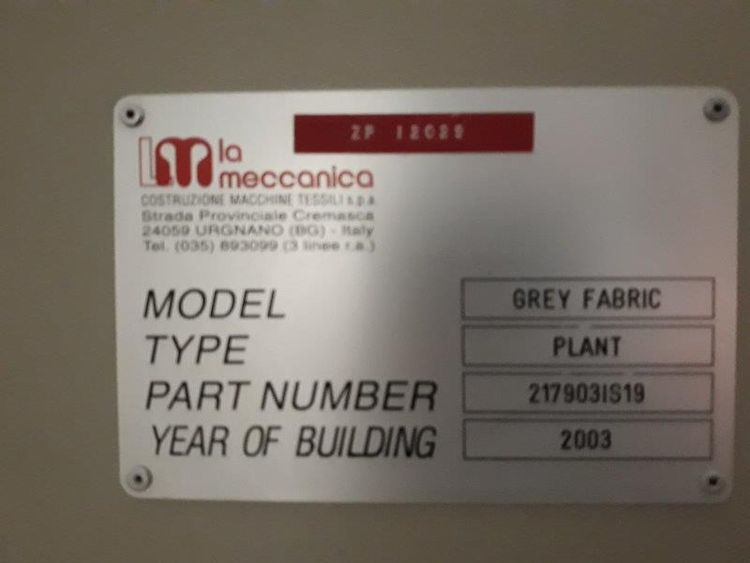 ZP 12029
la
meccanica
COSTRUZIONE MACCHINE TESSILI s.p.a.
Strada Provinciale Cremasca
24059 URGNANO (BG) - Italy
Tel. (035) 893099 (3 linee r.a.)
MODEL GREY FABRIC
TYPE PLANT
PART NUMBER 217903IS19
YEAR OF BUILDING 2003